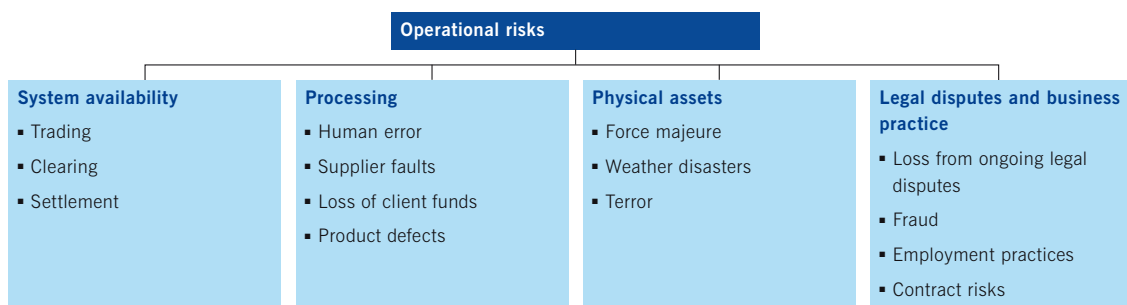 Operational risks
System availability
▪ Trading
▪ Clearing
▪ Settlement
Processing
▪ Human error
▪ Supplier faults
▪ Loss of client funds
▪ Product defects
Physical assets
▪ Force majeure
▪ Weather disasters
▪ Terror
Legal disputes and business
practice
▪ Loss from ongoing legal
disputes
▪ Fraud
▪ Employment practices
▪ Contract risks